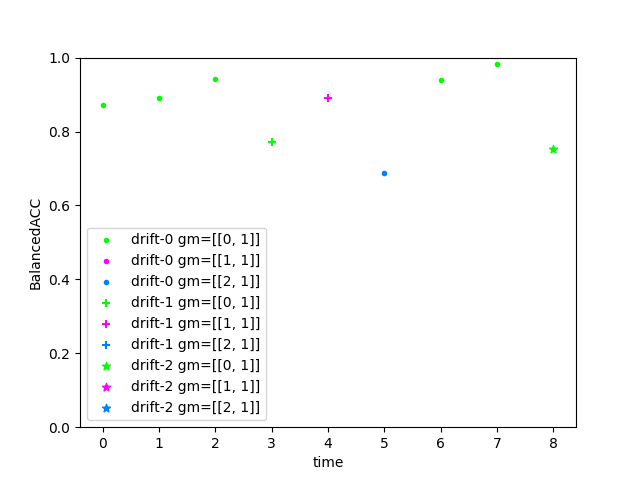 1.0
0.8
0.6
0.4
0.2
0.0
BalancedACC
drift-0 gm=[[0, 1]]
drift-0 gm=[[1, 1]]
drift-0 gm=[[2, 1]]
drift-1 gm=[[0, 1]]
drift-1 gm=[[1, 1]]
drift-1 gm=[[2, 1]]
drift-2 gm=[[0, 1]]
drift-2 gm=[[1, 1]]
drift-2 gm=[[2, 1]]
0 1 2 3 4 5 6 7 8
time